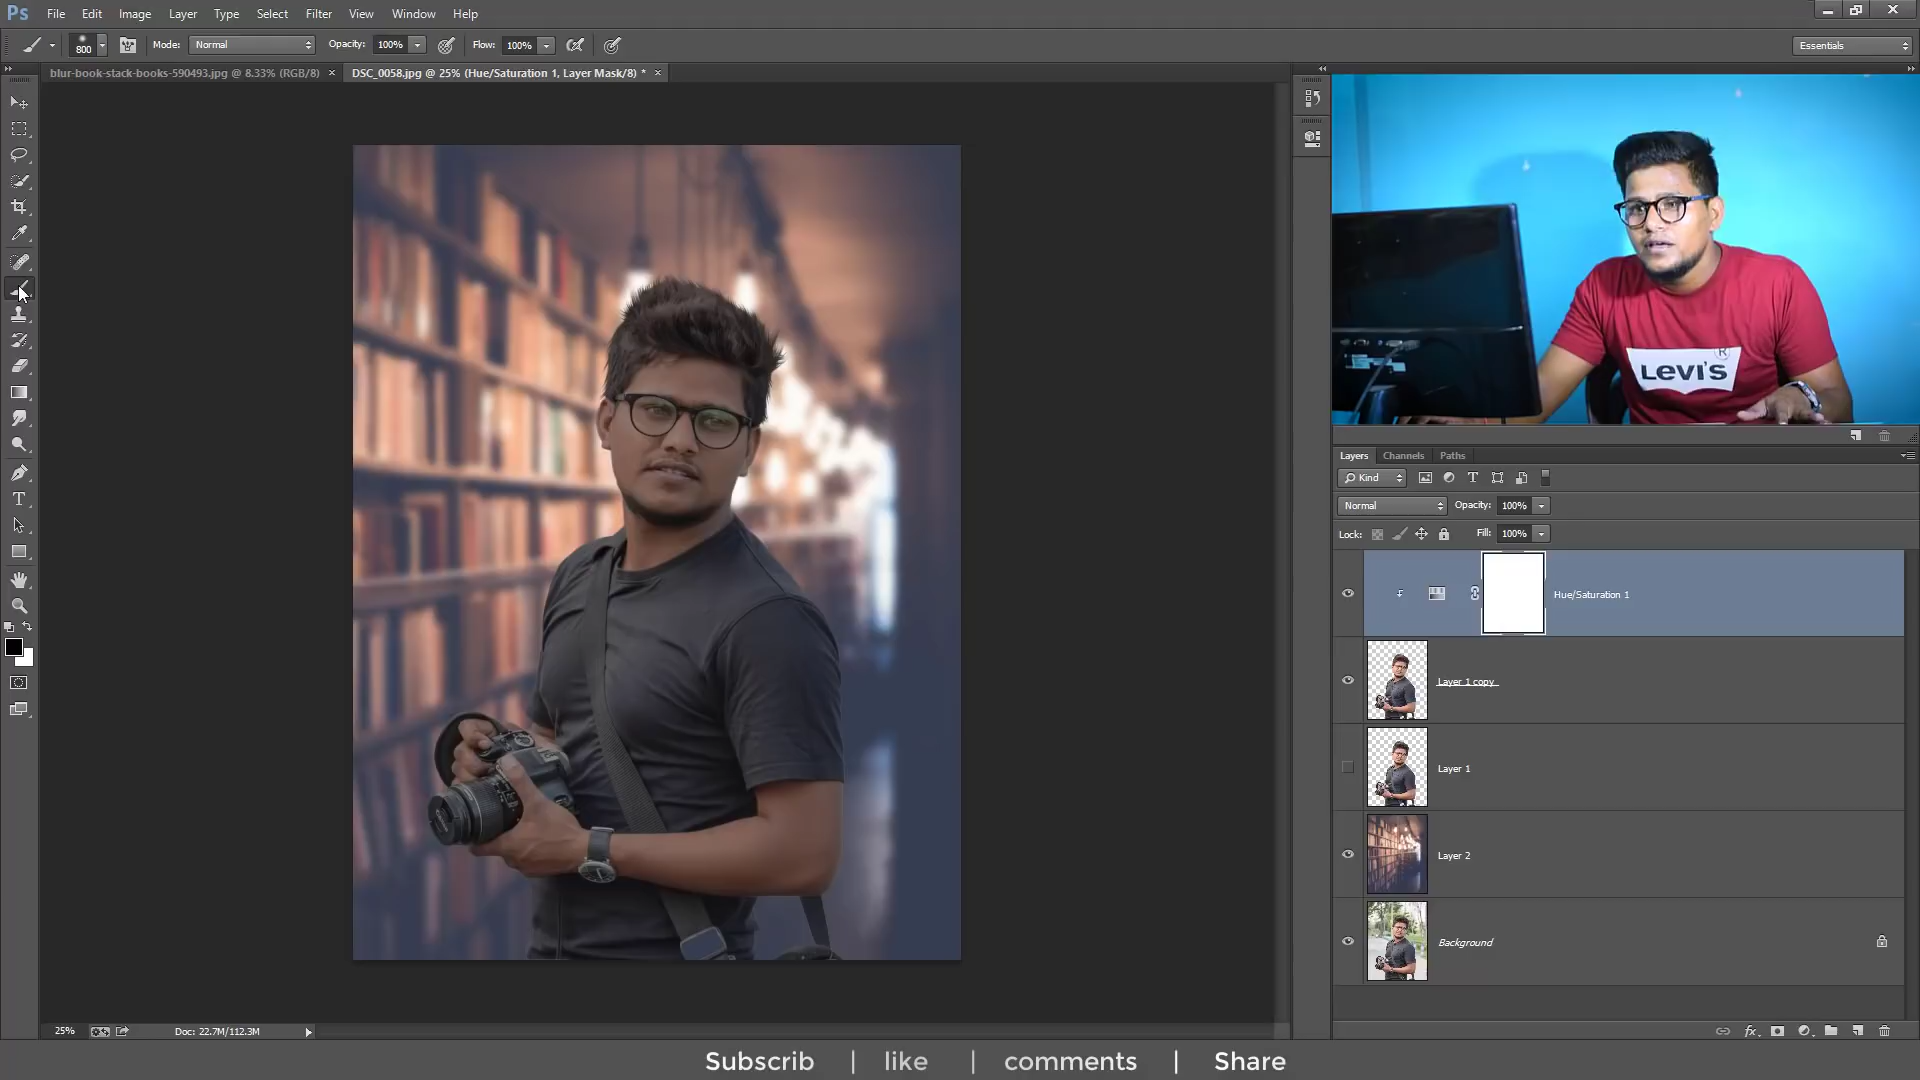 Ps File Edit Image Layer Type Select Filter 3D View Window Help
800 Mode: Normal Opacity: 100% Flow: 100% Essentials
blur-book-stack-books-590493.jpg @ 8.33% (RGB/8) × DSC_0058.jpg @ 25% (Hue/Saturation 1, Layer Mask/8) * ×
LEVI'S ®
Layers Channels Paths
Kind
Normal Opacity: 100%
Lock: Fill: 100%
Hue/Saturation 1
Layer 1 copy
Layer 1
Layer 2
Background
25% Doc: 22.7M/112.3M
fx
Subscrib | like | comments | Share